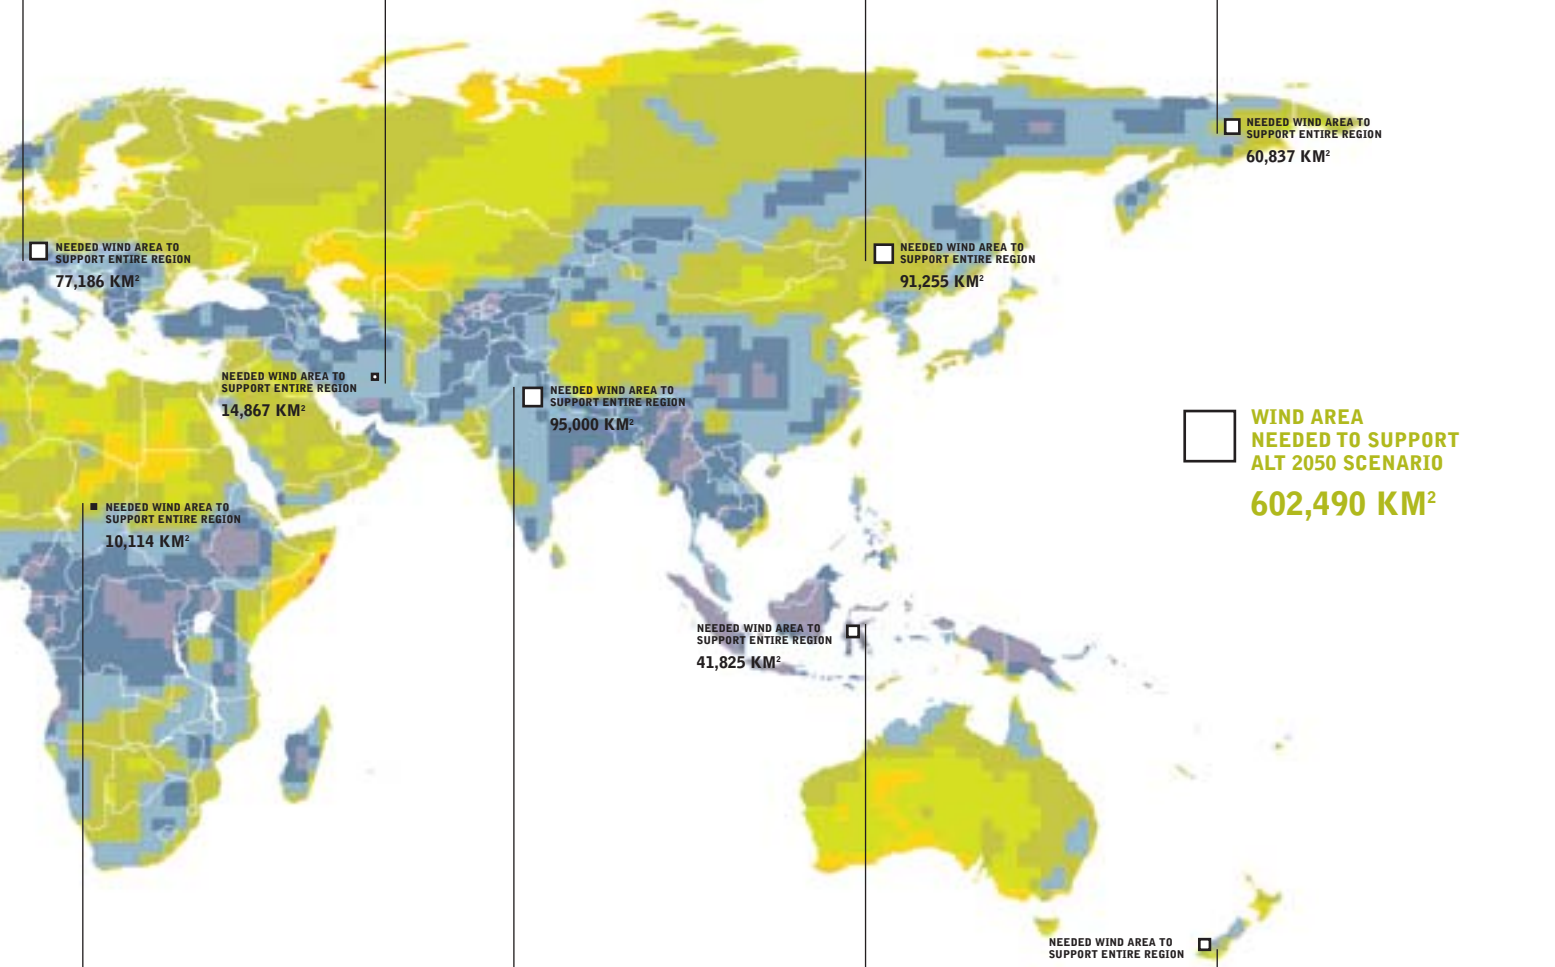 NEEDED WIND AREA TO
SUPPORT ENTIRE REGION
60,837 KM²
NEEDED WIND AREA TO
SUPPORT ENTIRE REGION
77,186 KM²
NEEDED WIND AREA TO
SUPPORT ENTIRE REGION
91,255 KM²
NEEDED WIND AREA TO
SUPPORT ENTIRE REGION
14,867 KM²
NEEDED WIND AREA TO
SUPPORT ENTIRE REGION
95,000 KM²
WIND AREA
NEEDED TO SUPPORT
ALT 2050 SCENARIO
602,490 KM²
NEEDED WIND AREA TO
SUPPORT ENTIRE REGION
10,114 KM²
NEEDED WIND AREA TO
SUPPORT ENTIRE REGION
41,825 KM²
NEEDED WIND AREA TO
SUPPORT ENTIRE REGION